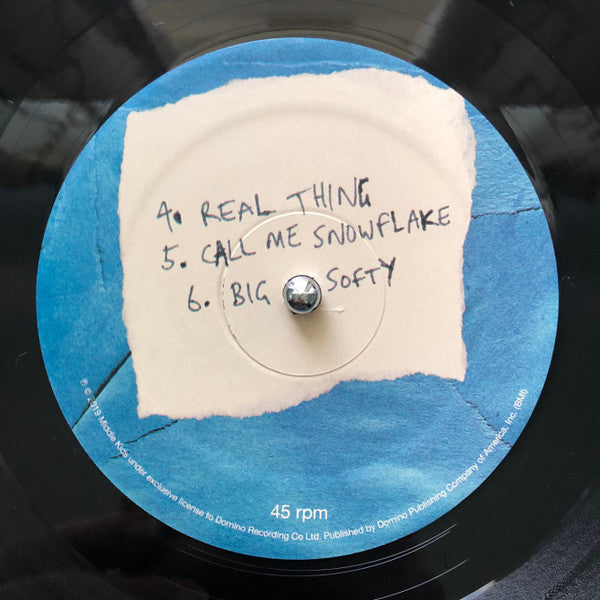 4. REAL THING
5. CALL ME SNOWFLAKE
6. BIG SOFTY
45 rpm
℗ © 2019 Middle Kids under exclusive license to Domino Recording Co Ltd. Published by Domino Publishing Company of America, Inc. (BMI)